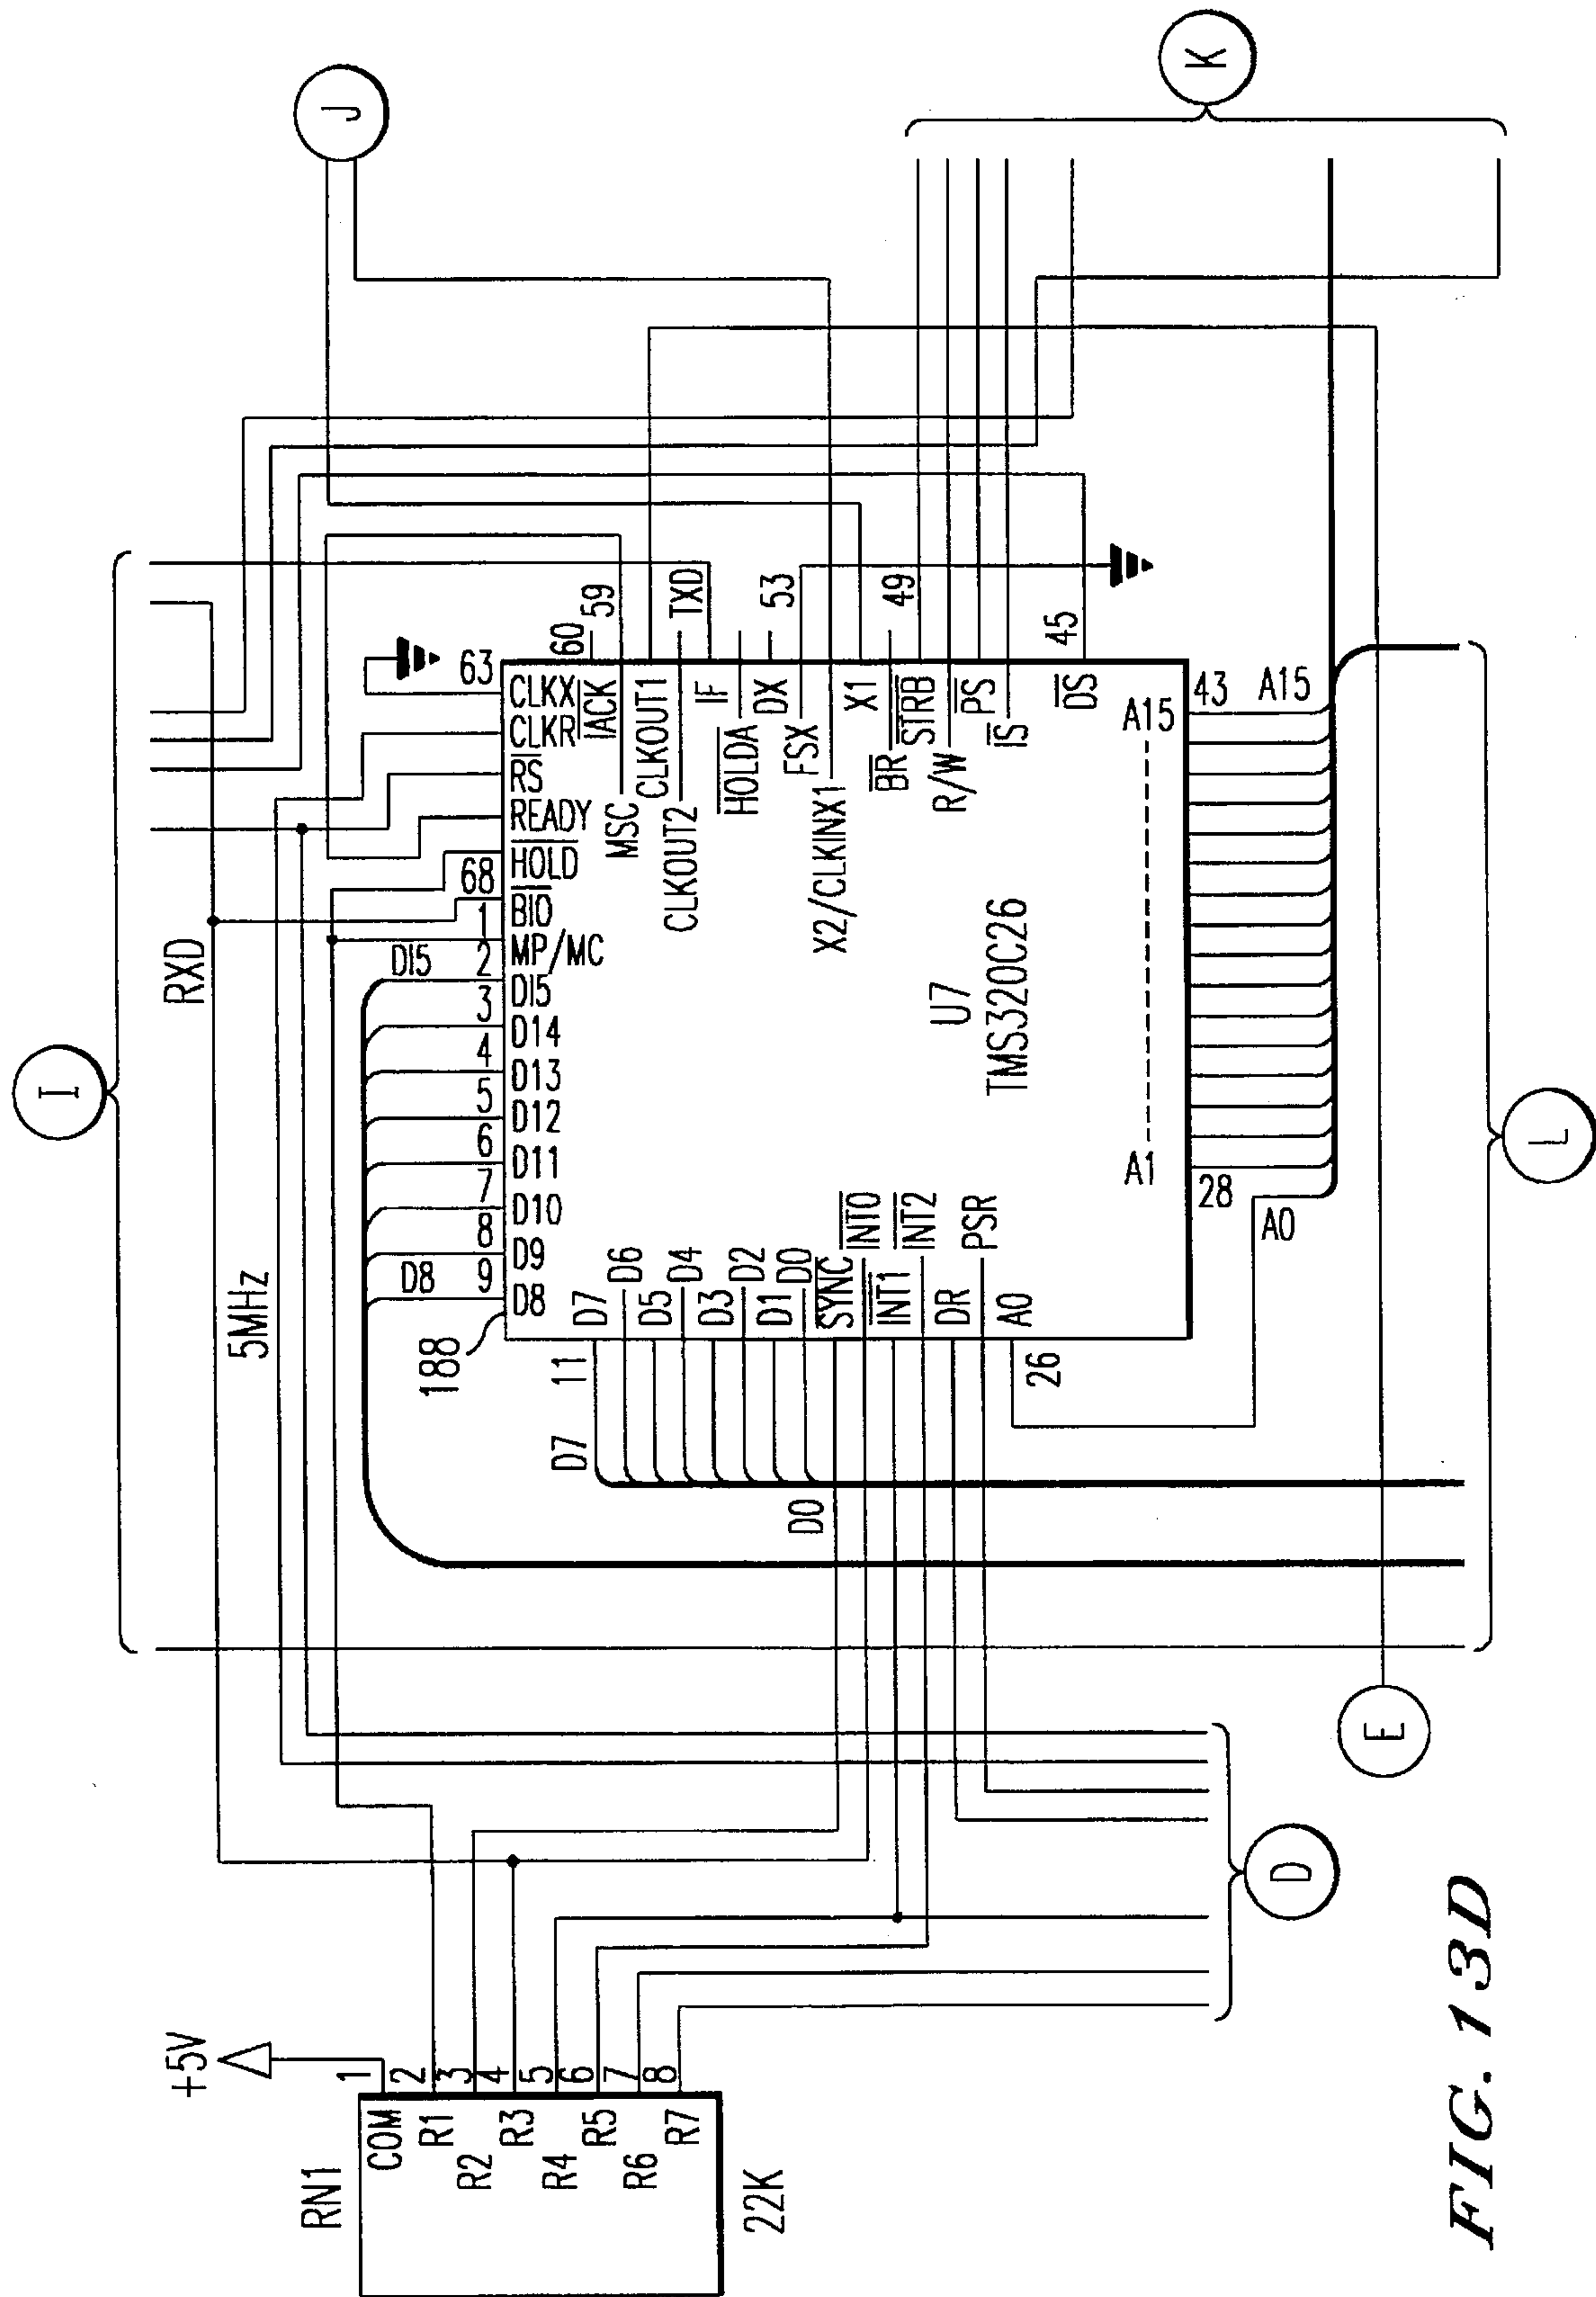 FIG. 13D
RN1
22K
COM
R1
R2
R3
R4
R5
R6
R7
1
2
3
4
5
6
7
8
+5V
D
E
I
J
K
L
RXD
5MHz
188
U7
TMS320C26
D8
9
D8
8
D9
7
D10
6
D11
5
D12
4
D13
3
D14
DI5
2
DI5
1
MP/MC
68
BIO
HOLD
READY
RS
CLKR
63
CLKX
D7
11
D7
D6
D5
D4
D3
D2
D1
D0
D0
SYNC
INT0
INT1
INT2
DR
PSR
A0
26
A0
28
A1
A15
43
A15
60
IACK
59
MSC
CLKOUT1
CLKOUT2
TXD
IF
HOLDA
DX
53
FSX
X2/CLKINX1
X1
BR
49
STRB
R/W
PS
IS
45
DS